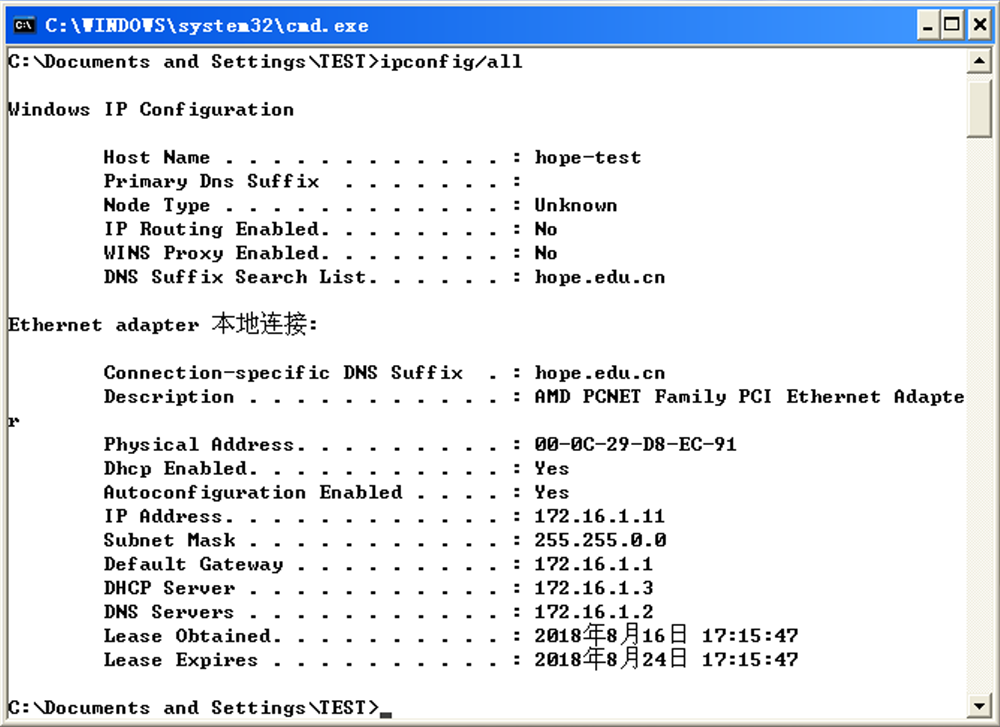 C:\WINDOWS\system32\cmd.exe
C:\Documents and Settings\TEST>ipconfig/all
Windows IP Configuration
Host Name . . . . . . . . . . . . : hope-test
Primary Dns Suffix  . . . . . . . :
Node Type . . . . . . . . . . . . : Unknown
IP Routing Enabled. . . . . . . . : No
WINS Proxy Enabled. . . . . . . . : No
DNS Suffix Search List. . . . . . : hope.edu.cn
Ethernet adapter 本地连接:
Connection-specific DNS Suffix  . : hope.edu.cn
Description . . . . . . . . . . . : AMD PCNET Family PCI Ethernet Adapte
r
Physical Address. . . . . . . . . : 00-0C-29-D8-EC-91
Dhcp Enabled. . . . . . . . . . . : Yes
Autoconfiguration Enabled . . . . : Yes
IP Address. . . . . . . . . . . . : 172.16.1.11
Subnet Mask . . . . . . . . . . . : 255.255.0.0
Default Gateway . . . . . . . . . : 172.16.1.1
DHCP Server . . . . . . . . . . . : 172.16.1.3
DNS Servers . . . . . . . . . . . : 172.16.1.2
Lease Obtained. . . . . . . . . . : 2018年8月16日 17:15:47
Lease Expires . . . . . . . . . . : 2018年8月24日 17:15:47
C:\Documents and Settings\TEST>_